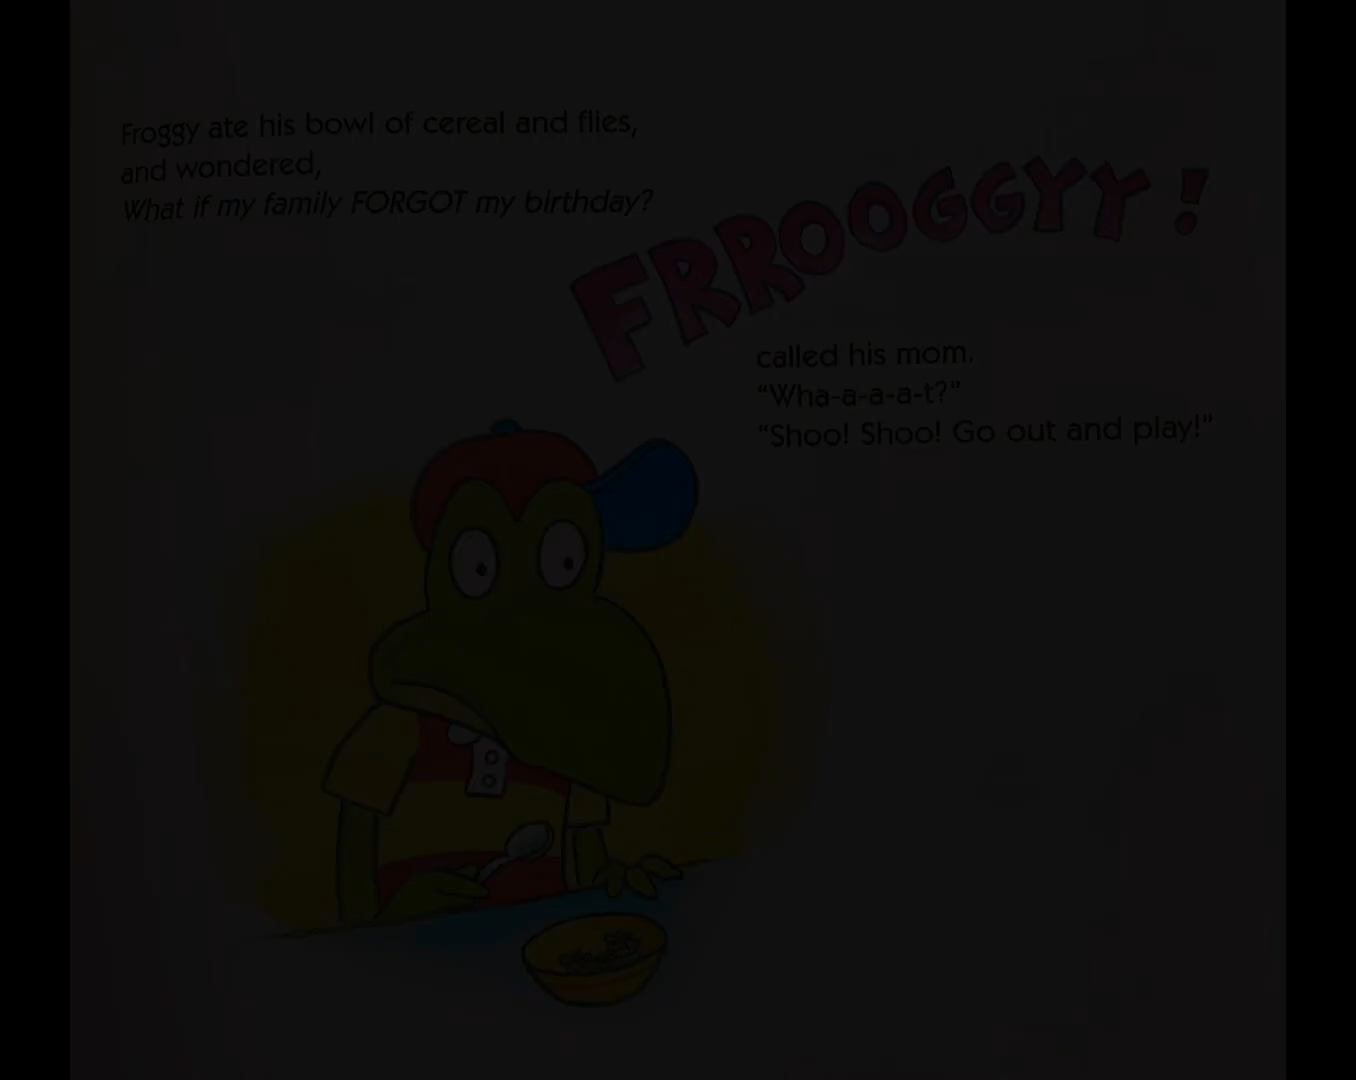 Froggy ate his bowl of cereal and flies,
and wondered,
What if my family FORGOT my birthday?
FRROOGGYY!
called his mom.
“Wha-a-a-a-t?”
“Shoo! Shoo! Go out and play!”